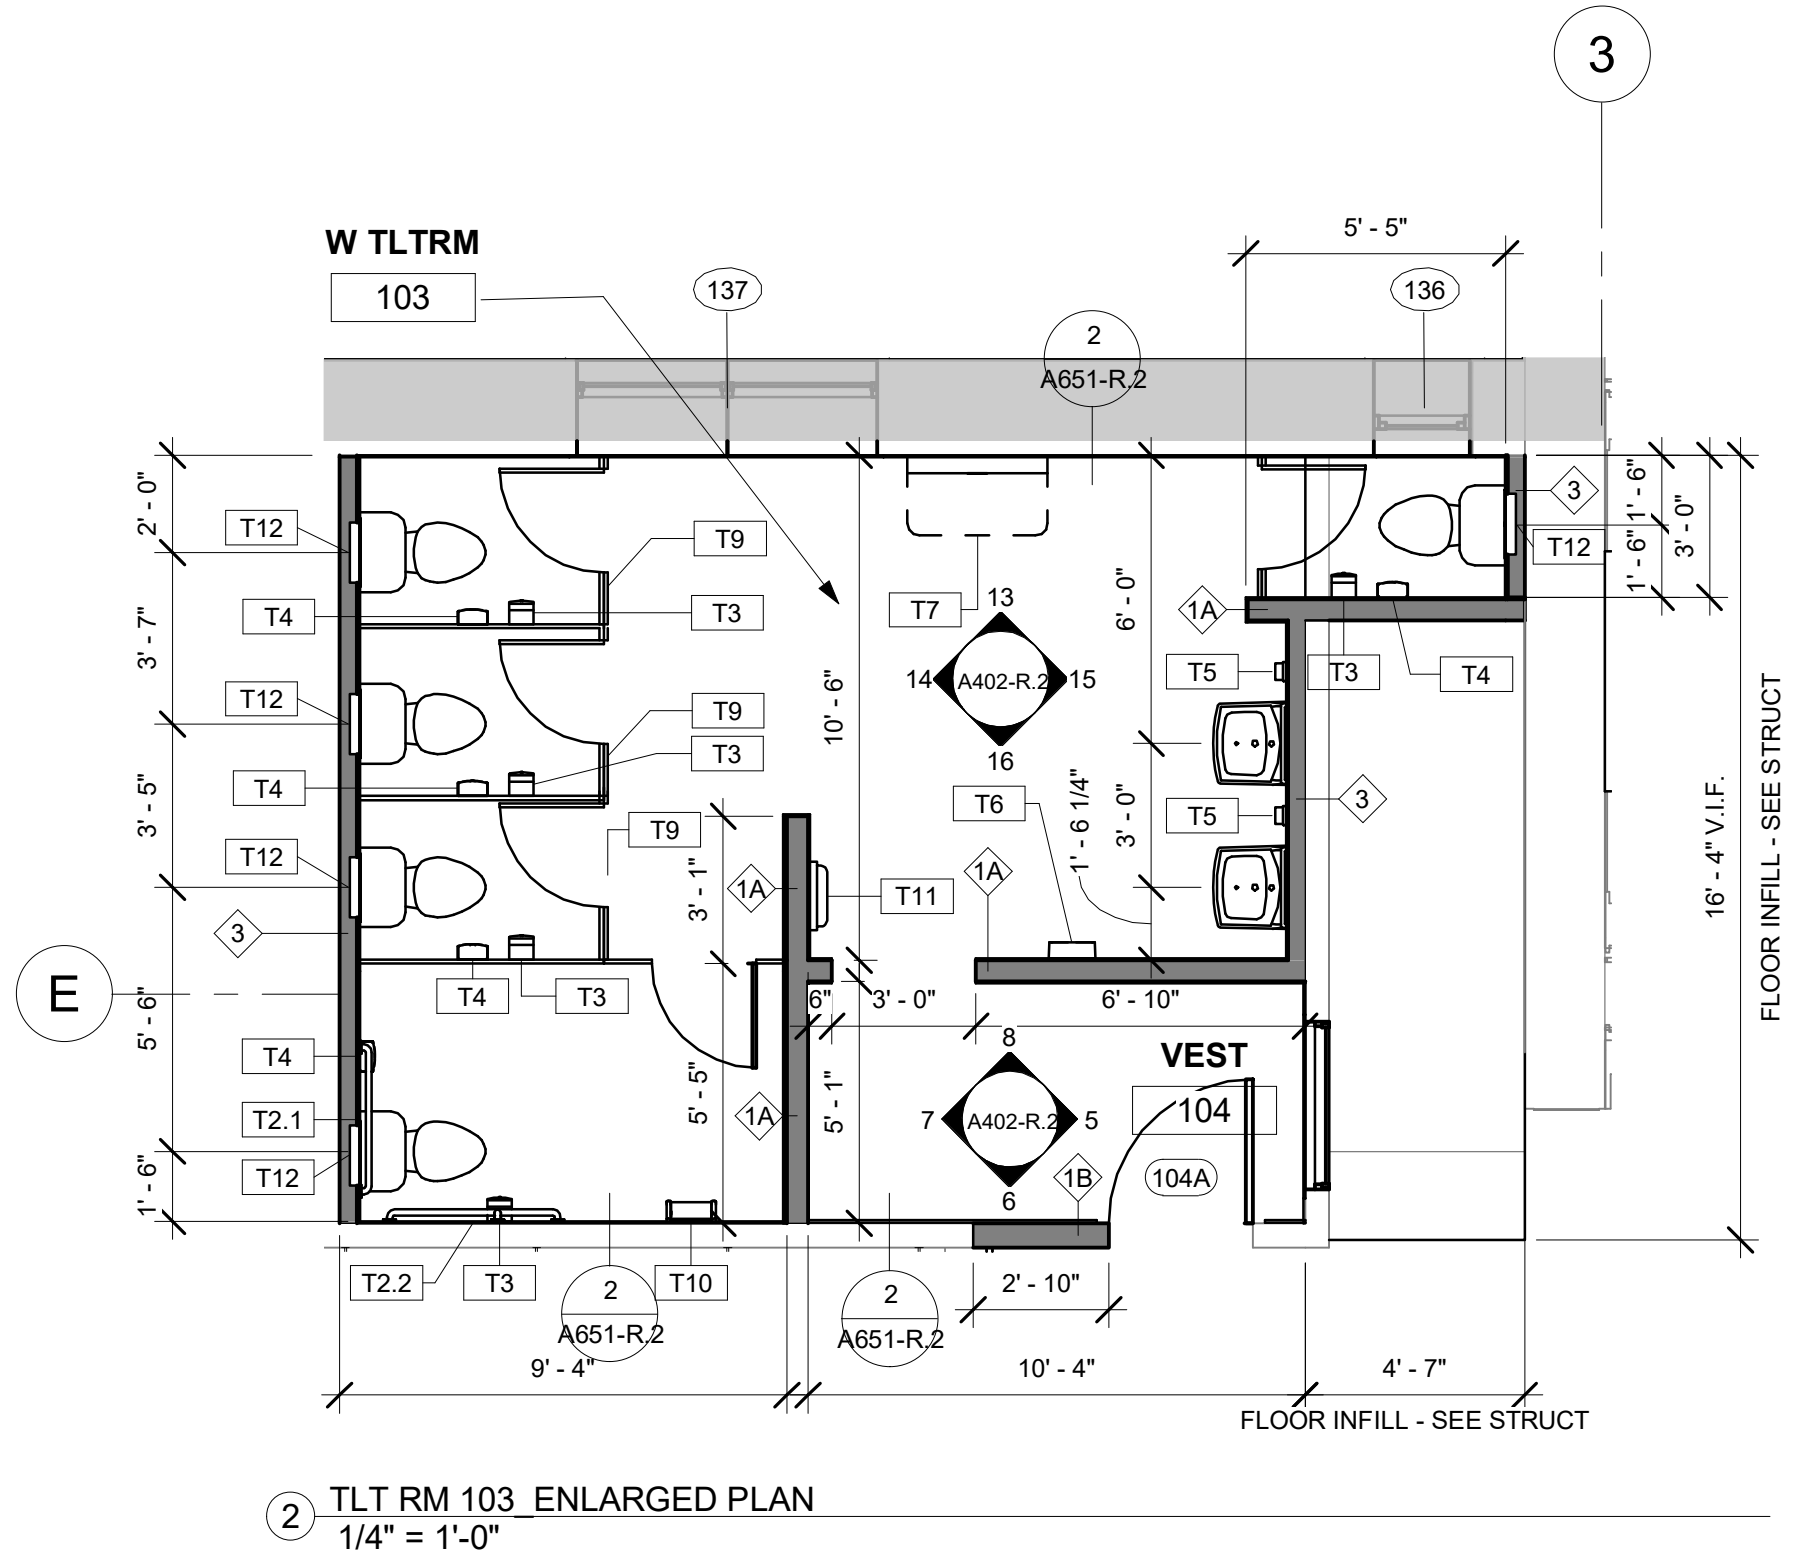 3
5' - 5"
W TLTRM
103
137
136
2
A651-R.2
2' - 0"
3' - 7"
3' - 5"
5' - 6"
1' - 6"
T12
T9
T4
T3
T12
T9
T3
T4
T12
T9
3
T4
T3
E
T4
T2.1
T12
T2.2
T3
T10
2
A651-R.2
2
A651-R.2
3' - 1"
5' - 5"
1A
1A
10' - 6"
5' - 1"
T7
13
14
A402-R.2
15
16
T6
1A
T11
6' - 0"
3' - 0"
1' - 6 1/4"
1A
T5
T5
3
T3
T4
3
T12
1' - 6"
1' - 6"
3' - 0"
16' - 4" V.I.F.
FLOOR INFILL - SEE STRUCT
6"
3' - 0"
6' - 10"
8
7
A402-R.2
5
6
VEST
104
104A
1B
2' - 10"
9' - 4"
10' - 4"
4' - 7"
FLOOR INFILL - SEE STRUCT
2
TLT RM 103_ENLARGED PLAN
1/4" = 1'-0"